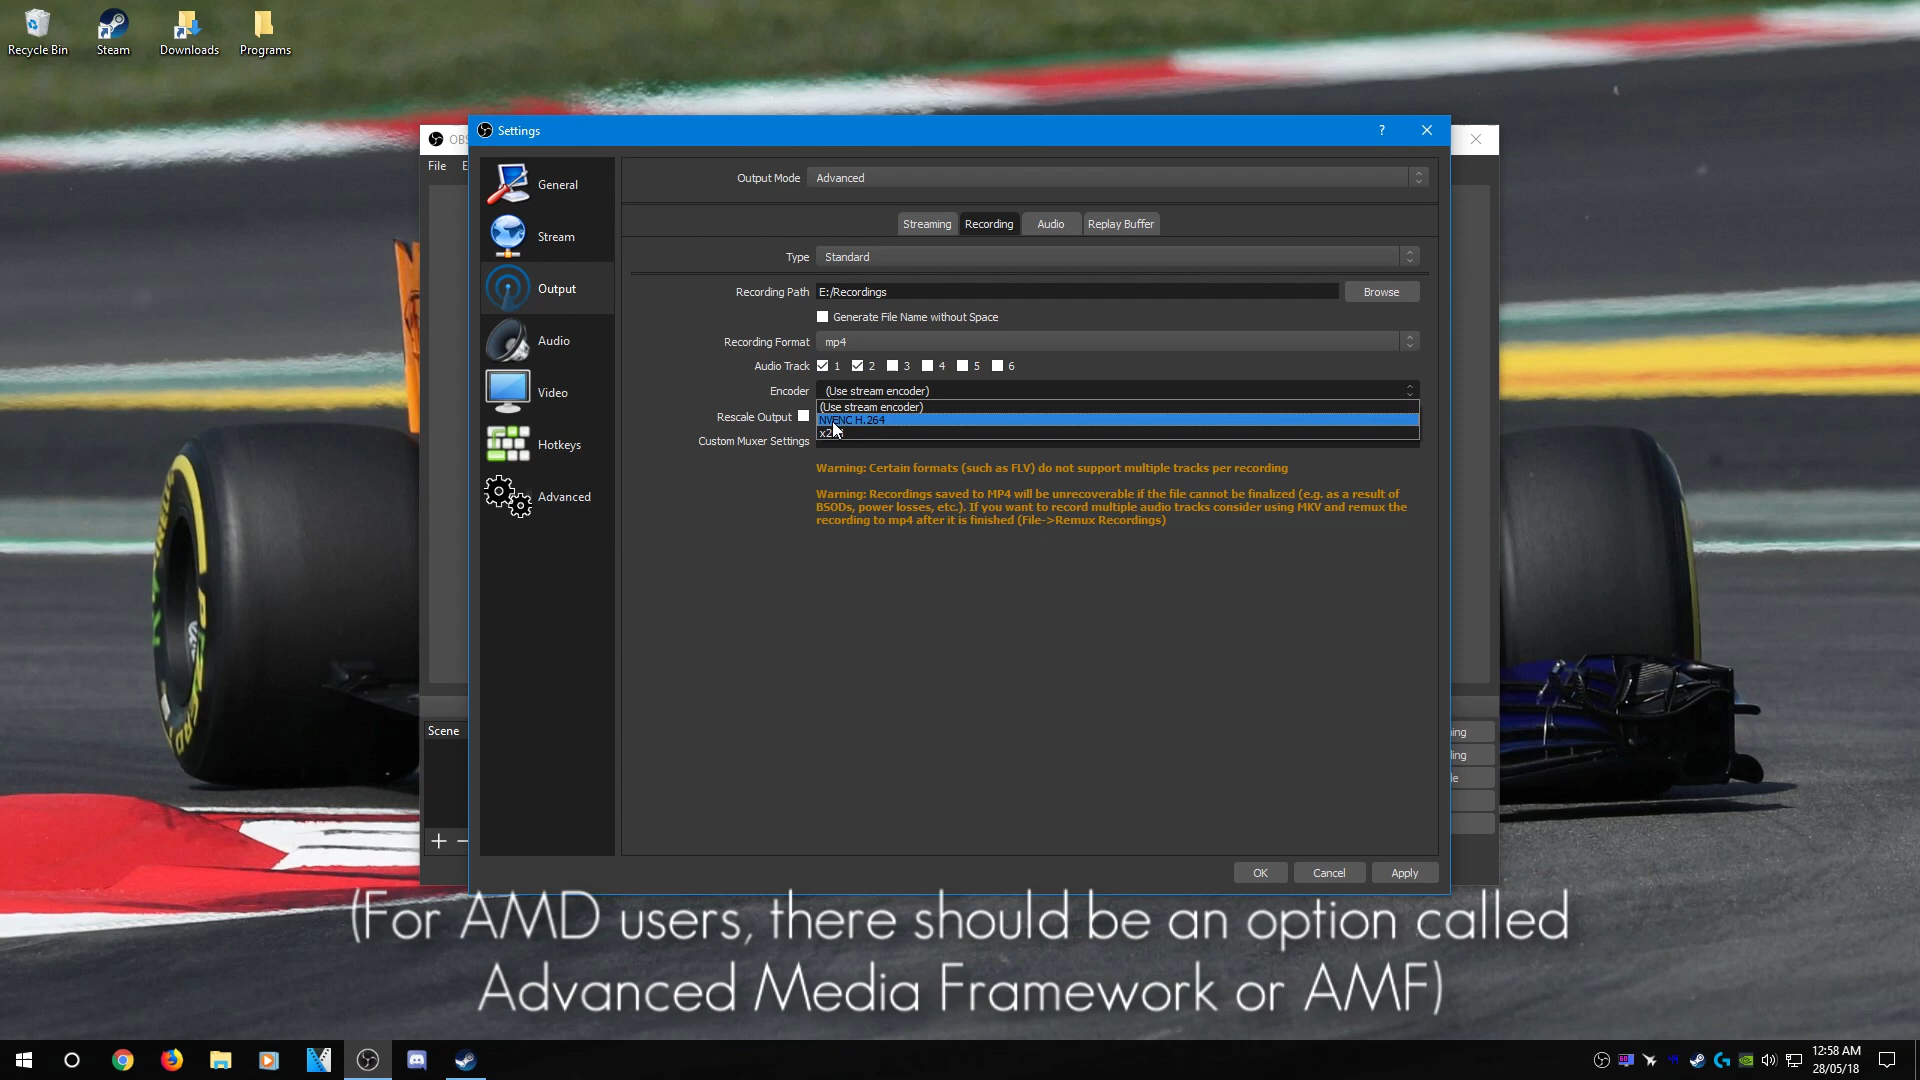 Recycle Bin
Steam
Downloads
Programs
OBS
File
Settings
?
General
Stream
Output
Audio
Video
Hotkeys
Advanced
Output Mode
Advanced
Streaming
Recording
Audio
Replay Buffer
Type
Standard
Recording Path
E:/Recordings
Browse
Generate File Name without Space
Recording Format
mp4
Audio Track
1
2
3
4
5
6
Encoder
(Use stream encoder)
(Use stream encoder)
NVENC H.264
Rescale Output
Custom Muxer Settings
Warning: Certain formats (such as FLV) do not support multiple tracks per recording
Warning: Recordings saved to MP4 will be unrecoverable if the file cannot be finalized (e.g. as a result of
BSODs, power losses, etc.). If you want to record multiple audio tracks consider using MKV and remux the
recording to mp4 after it is finished (File->Remux Recordings)
Scene
OK
Cancel
Apply
(For AMD users, there should be an option called
Advanced Media Framework or AMF)
12:58 AM
28/05/18